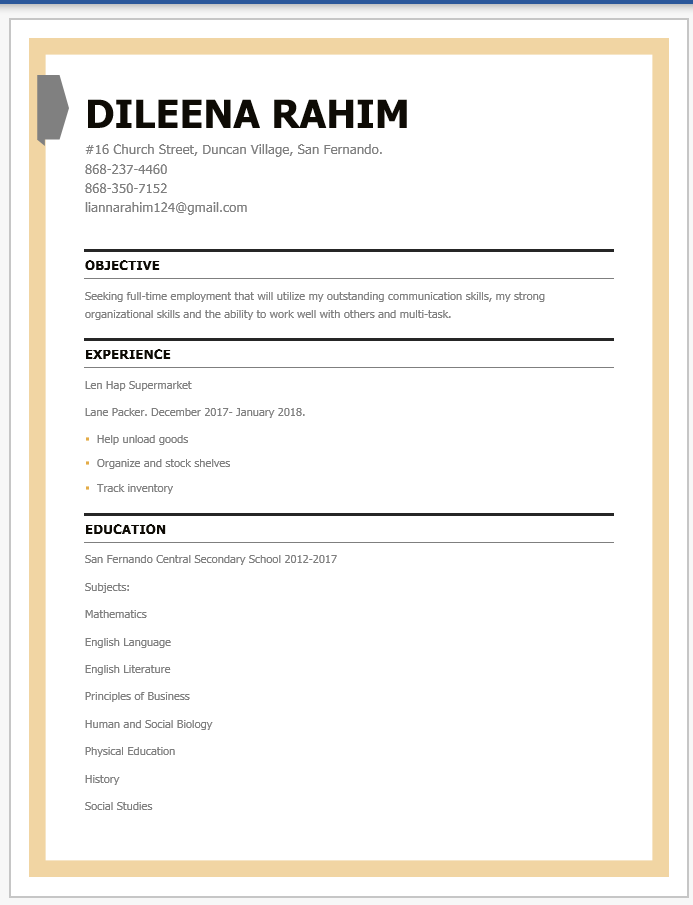 DILEENA RAHIM
#16 Church Street, Duncan Village, San Fernando.
868-237-4460
868-350-7152
liannarahim124@gmail.com
OBJECTIVE
Seeking full-time employment that will utilize my outstanding communication skills, my strong
organizational skills and the ability to work well with others and multi-task.
EXPERIENCE
Len Hap Supermarket
Lane Packer. December 2017- January 2018.
▪ Help unload goods
▪ Organize and stock shelves
▪ Track inventory
EDUCATION
San Fernando Central Secondary School 2012-2017
Subjects:
Mathematics
English Language
English Literature
Principles of Business
Human and Social Biology
Physical Education
History
Social Studies